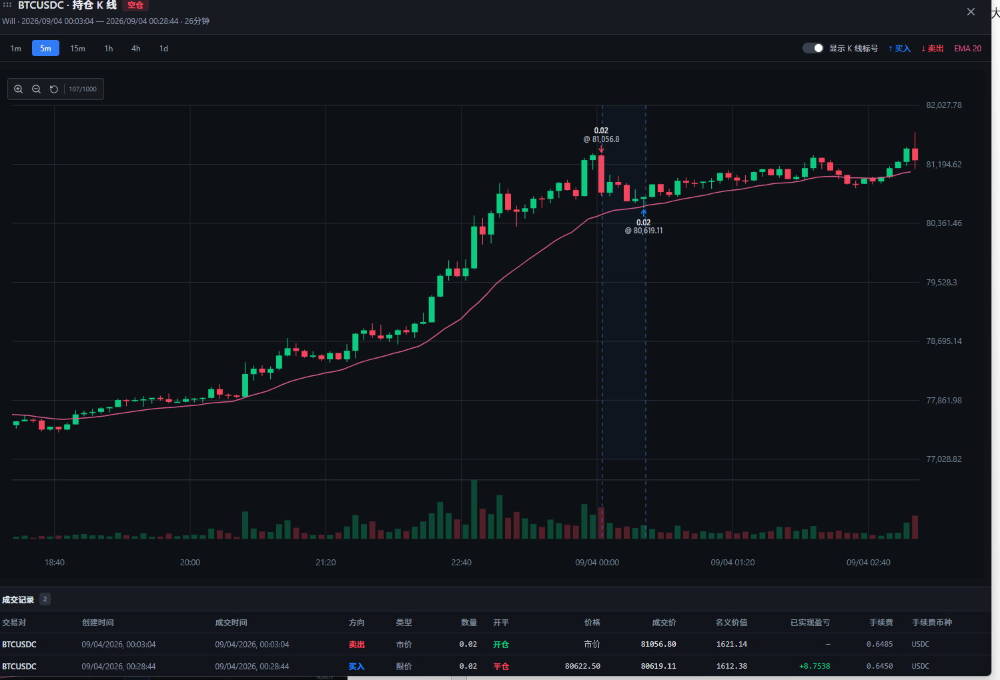 BTCUSDC · 持仓 K 线 空仓
Will · 2026/09/04 00:03:04 — 2026/09/04 00:28:44 · 26分钟
大
1m 5m 15m 1h 4h 1d
显示 K 线标号 ↑ 买入 ↓ 卖出 EMA 20
107/1000
82,027.78
0.02
@ 81,056.8
81,194.62
0.02
@ 80,619.11
80,361.46
79,528.3
78,695.14
77,861.98
77,028.82
18:40 20:00 21:20 22:40 09/04 00:00 09/04 01:20 09/04 02:40
成交记录 2
交易对 创建时间 成交时间 方向 类型 数量 开平 价格 成交价 名义价值 已实现盈亏 手续费 手续费币种
BTCUSDC 09/04/2026, 00:03:04 09/04/2026, 00:03:04 卖出 市价 0.02 开仓 市价 81056.80 1621.14 — 0.6485 USDC
BTCUSDC 09/04/2026, 00:28:44 09/04/2026, 00:28:44 买入 限价 0.02 平仓 80622.50 80619.11 1612.38 +8.7538 0.6450 USDC